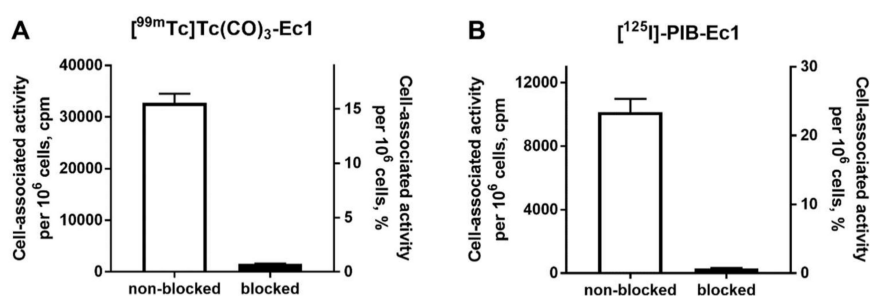 A
[99mTc]Tc(CO)3-Ec1
Cell-associated activity
per 10^6 cells, cpm
40000
30000
20000
10000
0
15
10
5
0
Cell-associated activity
per 10^6 cells, %
non-blocked
blocked
B
[125I]-PIB-Ec1
Cell-associated activity
per 10^6 cells, cpm
12000
8000
4000
0
30
20
10
0
Cell-associated activity
per 10^6 cells, %
non-blocked
blocked